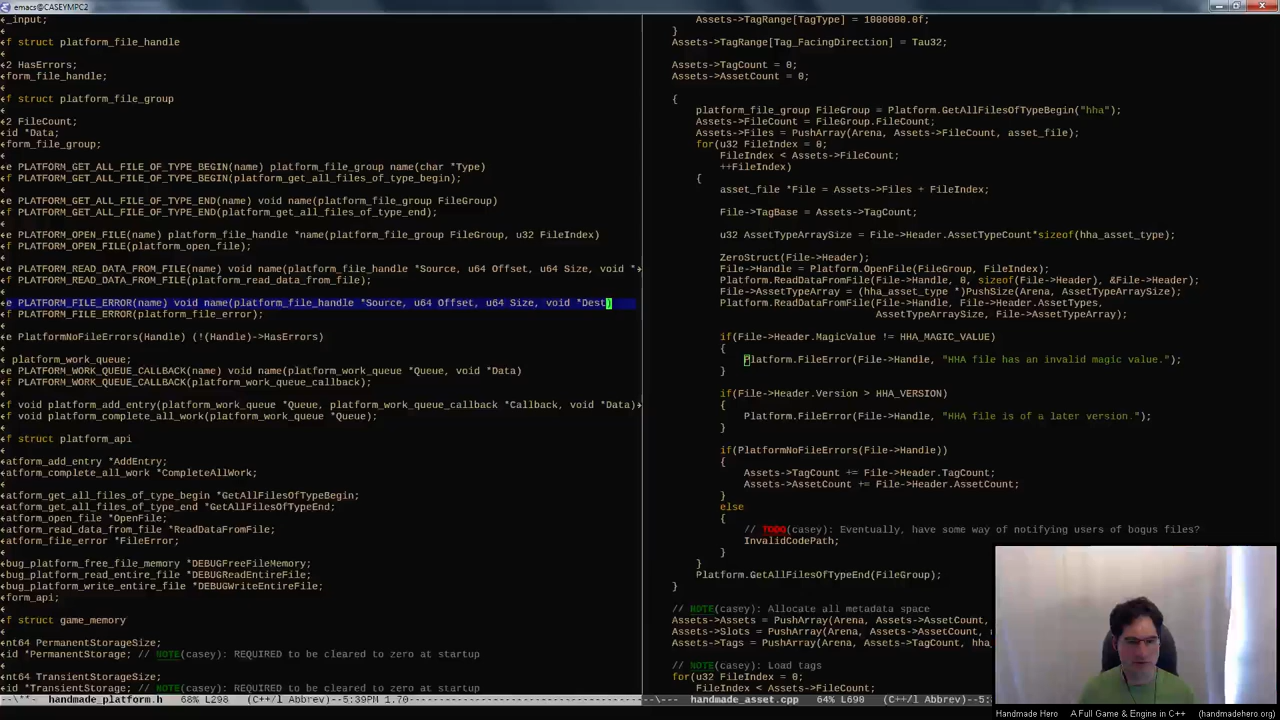 emacs@CASEYMPC2
_input;
f struct platform_file_handle
2 HasErrors;
form_file_handle;
f struct platform_file_group
2 FileCount;
id *Data;
form_file_group;
e PLATFORM_GET_ALL_FILE_OF_TYPE_BEGIN(name) platform_file_group name(char *Type)
f PLATFORM_GET_ALL_FILE_OF_TYPE_BEGIN(platform_get_all_files_of_type_begin);
e PLATFORM_GET_ALL_FILE_OF_TYPE_END(name) void name(platform_file_group FileGroup)
f PLATFORM_GET_ALL_FILE_OF_TYPE_END(platform_get_all_files_of_type_end);
e PLATFORM_OPEN_FILE(name) platform_file_handle *name(platform_file_group FileGroup, u32 FileIndex)
f PLATFORM_OPEN_FILE(platform_open_file);
e PLATFORM_READ_DATA_FROM_FILE(name) void name(platform_file_handle *Source, u64 Offset, u64 Size, void *
f PLATFORM_READ_DATA_FROM_FILE(platform_read_data_from_file);
e PLATFORM_FILE_ERROR(name) void name(platform_file_handle *Source, u64 Offset, u64 Size, void *Dest)
f PLATFORM_FILE_ERROR(platform_file_error);
e PlatformNoFileErrors(Handle) (!(Handle)->HasErrors)
platform_work_queue;
e PLATFORM_WORK_QUEUE_CALLBACK(name) void name(platform_work_queue *Queue, void *Data)
f PLATFORM_WORK_QUEUE_CALLBACK(platform_work_queue_callback);
f void platform_add_entry(platform_work_queue *Queue, platform_work_queue_callback *Callback, void *Data)
f void platform_complete_all_work(platform_work_queue *Queue);
f struct platform_api
atform_add_entry *AddEntry;
atform_complete_all_work *CompleteAllWork;
atform_get_all_files_of_type_begin *GetAllFilesOfTypeBegin;
atform_get_all_files_of_type_end *GetAllFilesOfTypeEnd;
atform_open_file *OpenFile;
atform_read_data_from_file *ReadDataFromFile;
atform_file_error *FileError;
bug_platform_free_file_memory *DEBUGFreeFileMemory;
bug_platform_read_entire_file *DEBUGReadEntireFile;
bug_platform_write_entire_file *DEBUGWriteEntireFile;
form_api;
f struct game_memory
nt64 PermanentStorageSize;
id *PermanentStorage; // NOTE(casey): REQUIRED to be cleared to zero at startup
nt64 TransientStorageSize;
id *TransientStorage; // NOTE(casey): REQUIRED to be cleared to zero at startup
-\**- handmade_platform.h 68% L298 (C++/l Abbrev)--5:39PM 1.70
Assets->TagRange[TagType] = 1000000.0f;
}
Assets->TagRange[Tag_FacingDirection] = Tau32;
Assets->TagCount = 0;
Assets->AssetCount = 0;
{
platform_file_group FileGroup = Platform.GetAllFilesOfTypeBegin("hha");
Assets->FileCount = FileGroup.FileCount;
Assets->Files = PushArray(Arena, Assets->FileCount, asset_file);
for(u32 FileIndex = 0;
FileIndex < Assets->FileCount;
++FileIndex)
{
asset_file *File = Assets->Files + FileIndex;
File->TagBase = Assets->TagCount;
u32 AssetTypeArraySize = File->Header.AssetTypeCount*sizeof(hha_asset_type);
ZeroStruct(File->Header);
File->Handle = Platform.OpenFile(FileGroup, FileIndex);
Platform.ReadDataFromFile(File->Handle, 0, sizeof(File->Header), &File->Header);
File->AssetTypeArray = (hha_asset_type *)PushSize(Arena, AssetTypeArraySize);
Platform.ReadDataFromFile(File->Handle, File->Header.AssetTypes,
AssetTypeArraySize, File->AssetTypeArray);
if(File->Header.MagicValue != HHA_MAGIC_VALUE)
{
Platform.FileError(File->Handle, "HHA file has an invalid magic value.");
}
if(File->Header.Version > HHA_VERSION)
{
Platform.FileError(File->Handle, "HHA file is of a later version.");
}
if(PlatformNoFileErrors(File->Handle))
{
Assets->TagCount += File->Header.TagCount;
Assets->AssetCount += File->Header.AssetCount;
}
else
{
// TODO(casey): Eventually, have some way of notifying users of bogus files?
InvalidCodePath;
}
}
Platform.GetAllFilesOfTypeEnd(FileGroup);
}
// NOTE(casey): Allocate all metadata space
Assets->Assets = PushArray(Arena, Assets->AssetCount,
Assets->Slots = PushArray(Arena, Assets->AssetCount,
Assets->Tags = PushArray(Arena, Assets->TagCount, hha_
// NOTE(casey): Load tags
for(u32 FileIndex = 0;
FileIndex < Assets->FileCount;
--\--- handmade_asset.cpp 64% L690 (C++/l Abbrev)--5:3
Handmade Hero A Full Game & Engine in C++ (handmadehero.org)